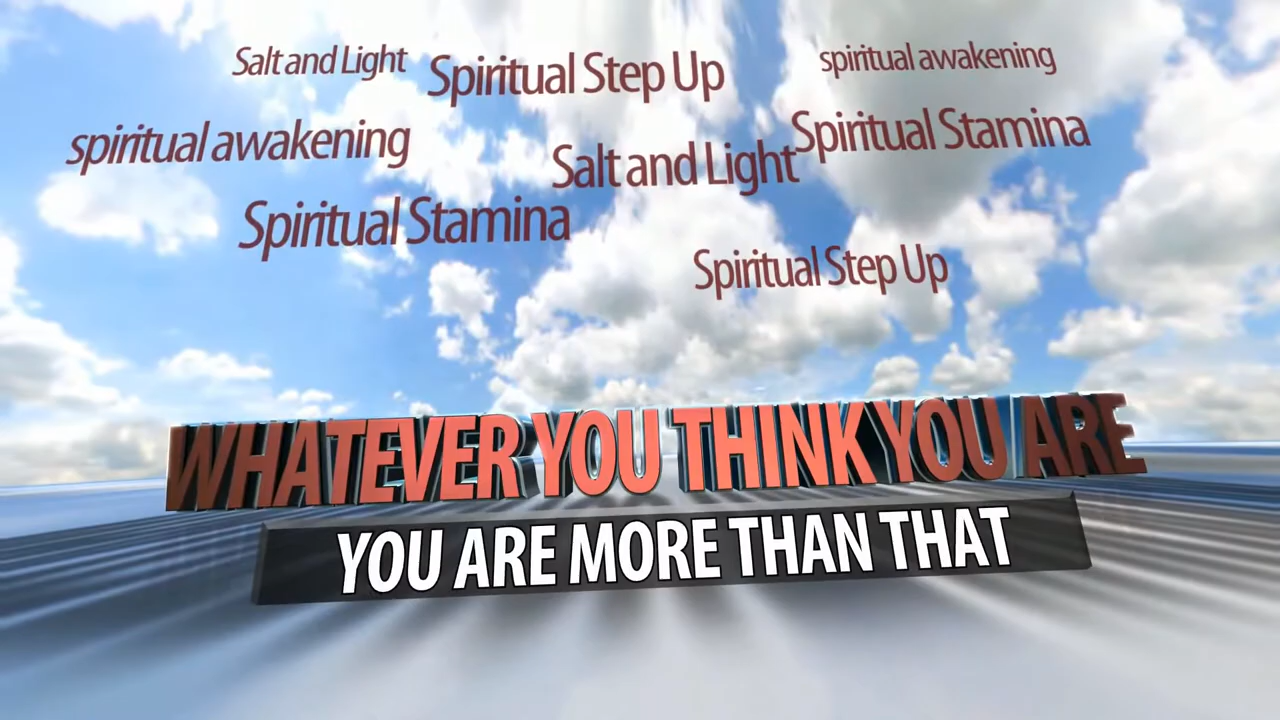 Salt and Light
Spiritual Step Up
spiritual awakening
spiritual awakening
Salt and Light
Spiritual Stamina
Spiritual Stamina
Spiritual Step Up
WHATEVER YOU THINK YOU ARE
YOU ARE MORE THAN THAT